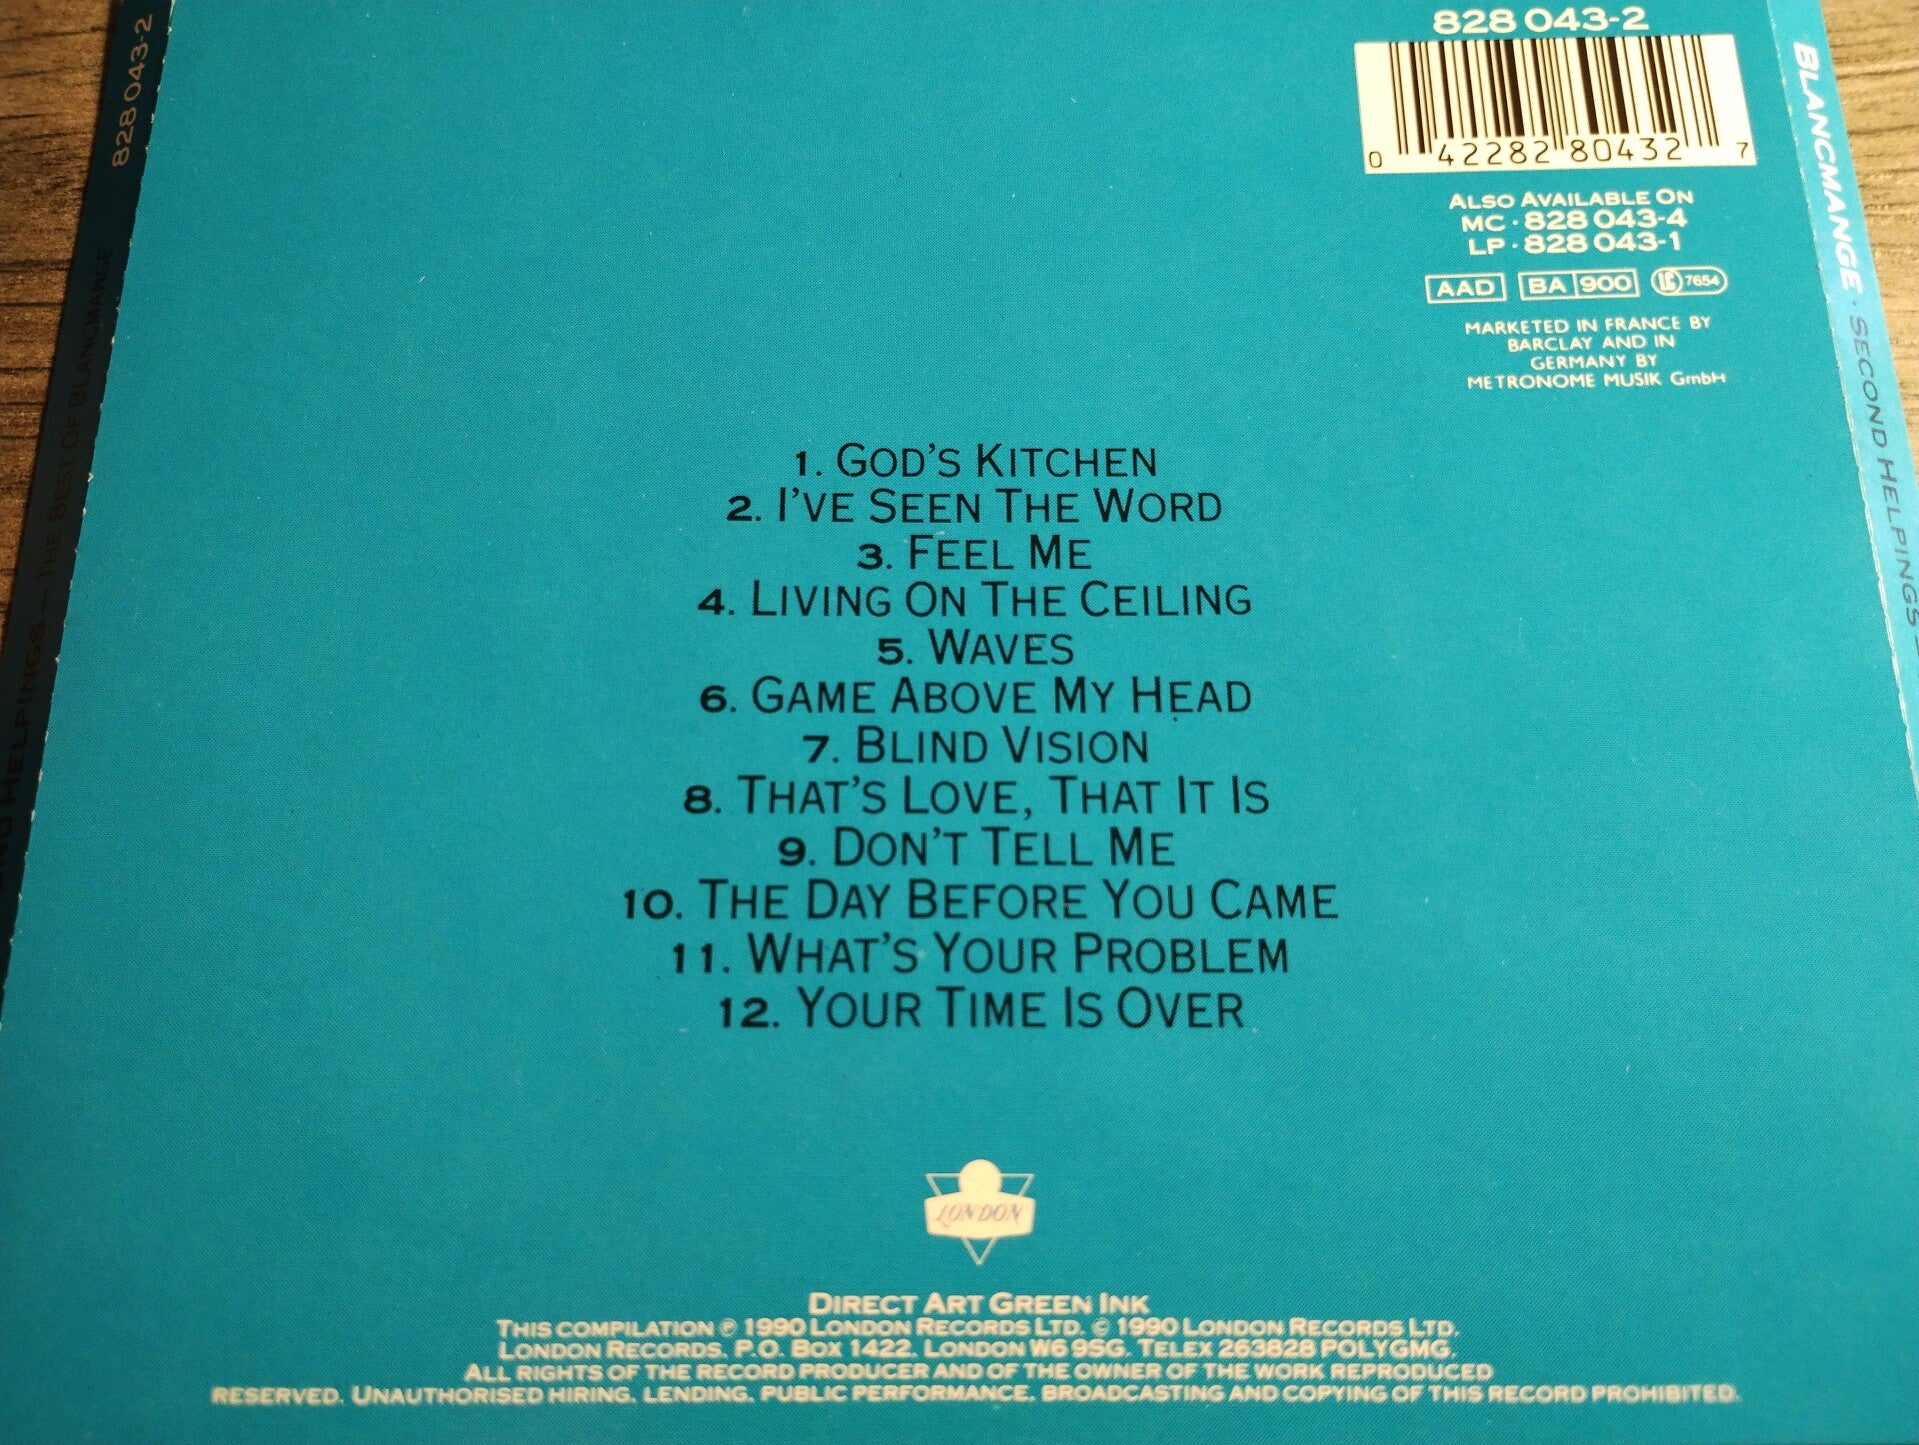 828 043-2
0 42282 80432 7
ALSO AVAILABLE ON
MC · 828 043-4
LP · 828 043-1
AAD BA 900 LC 7654
MARKETED IN FRANCE BY
BARCLAY AND IN
GERMANY BY
METRONOME MUSIK GmbH
1. GOD'S KITCHEN
2. I'VE SEEN THE WORD
3. FEEL ME
4. LIVING ON THE CEILING
5. WAVES
6. GAME ABOVE MY HEAD
7. BLIND VISION
8. THAT'S LOVE, THAT IT IS
9. DON'T TELL ME
10. THE DAY BEFORE YOU CAME
11. WHAT'S YOUR PROBLEM
12. YOUR TIME IS OVER
LONDON
DIRECT ART GREEN INK
THIS COMPILATION ℗ 1990 LONDON RECORDS LTD. © 1990 LONDON RECORDS LTD.
LONDON RECORDS. P.O. BOX 1422. LONDON W6 9SG. TELEX 263828 POLYGMG.
ALL RIGHTS OF THE RECORD PRODUCER AND OF THE OWNER OF THE WORK REPRODUCED
RESERVED. UNAUTHORISED HIRING. LENDING. PUBLIC PERFORMANCE. BROADCASTING AND COPYING OF THIS RECORD PROHIBITED.
HELPINGS — THE BEST OF BLANCMANGE 828 043-2
BLANCMANGE · SECOND HELPINGS —